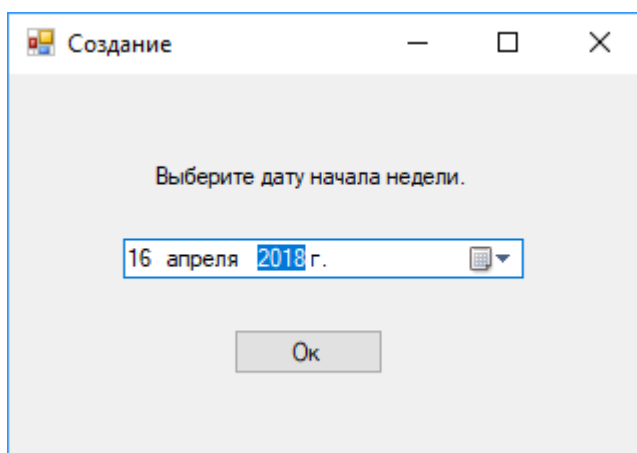 Создание
Выберите дату начала недели.
16 апреля 2018 г.
Ок